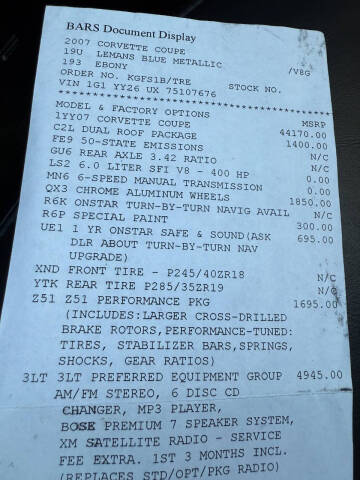 BARS Document Display
2007 CORVETTE COUPE
19U LEMANS BLUE METALLIC
193 EBONY /V8G
ORDER NO. KGFS1B/TRE STOCK NO.
VIN 1G1 YY26 UX 75107676
MODEL & FACTORY OPTIONS MSRP
1YY07 CORVETTE COUPE 44170.00
C2L DUAL ROOF PACKAGE 1400.00
FE9 50-STATE EMISSIONS N/C
GU6 REAR AXLE 3.42 RATIO 0.00
LS2 6.0 LITER SFI V8 - 400 HP 0.00
MN6 6-SPEED MANUAL TRANSMISSION 0.00
QX3 CHROME ALUMINUM WHEELS 1850.00
R6K ONSTAR TURN-BY-TURN NAVIG AVAIL N/C
R6P SPECIAL PAINT 300.00
UE1 1 YR ONSTAR SAFE & SOUND(ASK 695.00
DLR ABOUT TURN-BY-TURN NAV
UPGRADE)
XND FRONT TIRE - P245/40ZR18 N/C
YTK REAR TIRE P285/35ZR19 N/C
Z51 Z51 PERFORMANCE PKG 1695.00
(INCLUDES:LARGER CROSS-DRILLED
BRAKE ROTORS,PERFORMANCE-TUNED:
TIRES, STABILIZER BARS,SPRINGS,
SHOCKS, GEAR RATIOS)
3LT 3LT PREFERRED EQUIPMENT GROUP 4945.00
AM/FM STEREO, 6 DISC CD
CHANGER, MP3 PLAYER,
BOSE PREMIUM 7 SPEAKER SYSTEM,
XM SATELLITE RADIO - SERVICE
FEE EXTRA. 1ST 3 MONTHS INCL.
(REPLACES STD/OPT/PKG RADIO)